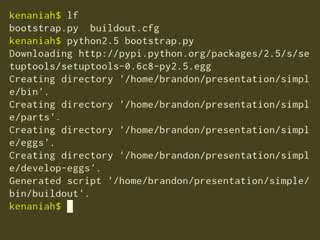 kenaniah$ lf
bootstrap.py  buildout.cfg
kenaniah$ python2.5 bootstrap.py
Downloading http://pypi.python.org/packages/2.5/s/se
tuptools/setuptools-0.6c8-py2.5.egg
Creating directory '/home/brandon/presentation/simpl
e/bin'.
Creating directory '/home/brandon/presentation/simpl
e/parts'.
Creating directory '/home/brandon/presentation/simpl
e/eggs'.
Creating directory '/home/brandon/presentation/simpl
e/develop-eggs'.
Generated script '/home/brandon/presentation/simple/
bin/buildout'.
kenaniah$